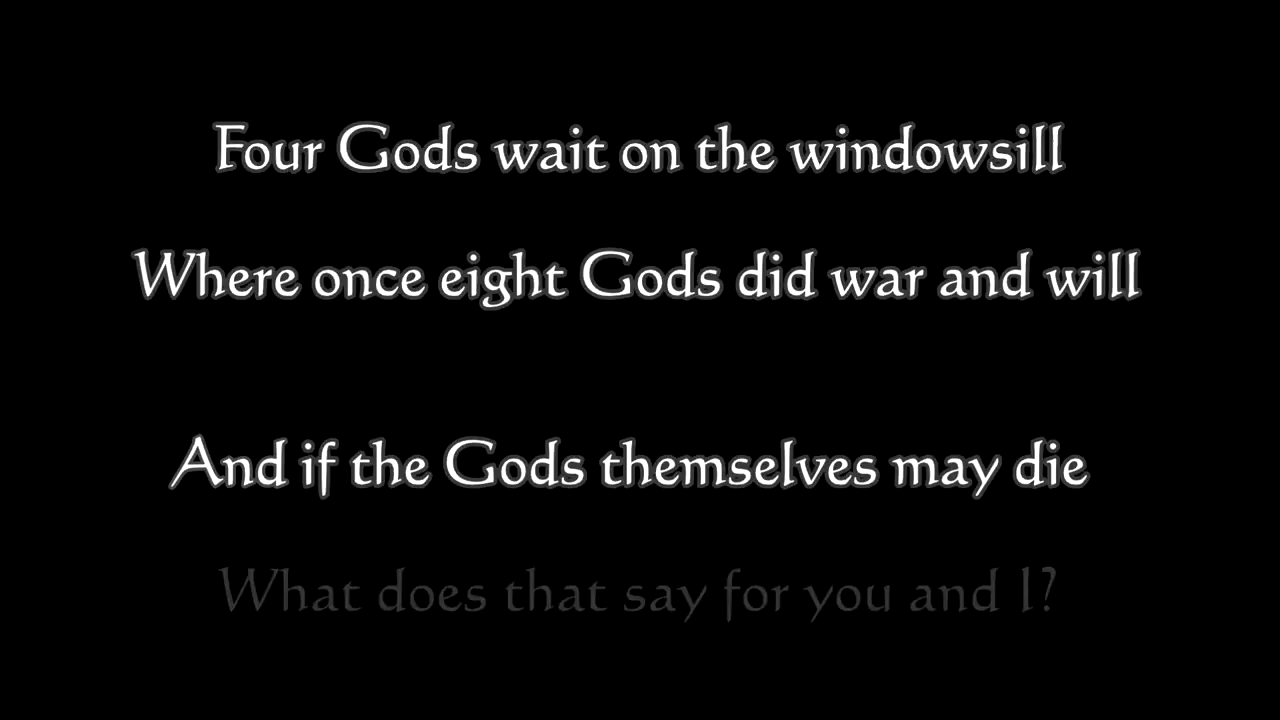 Four Gods wait on the windowsill
Where once eight Gods did war and will
And if the Gods themselves may die
What does that say for you and I?